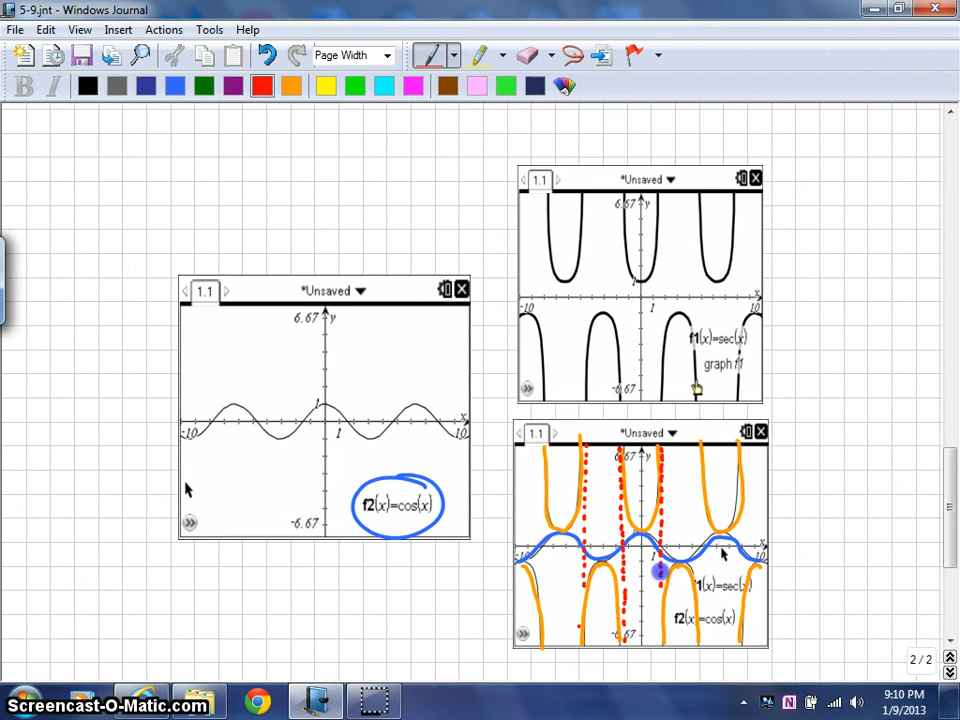 5-9.jnt - Windows Journal
File Edit View Insert Actions Tools Help
Page Width
B I
1.1 *Unsaved
6.67 y
1
x
-10 1 10
f1(x)=sec(x)
graph f1
-6.67
1.1 *Unsaved
6.67 y
1
x
-10 1 10
f2(x)=cos(x)
-6.67
1.1 *Unsaved
6.67 y
x
-10 1 10
f1(x)=sec(x)
f2(x)=cos(x)
-6.67
2 / 2
Screencast-O-Matic.com
9:10 PM
1/9/2013